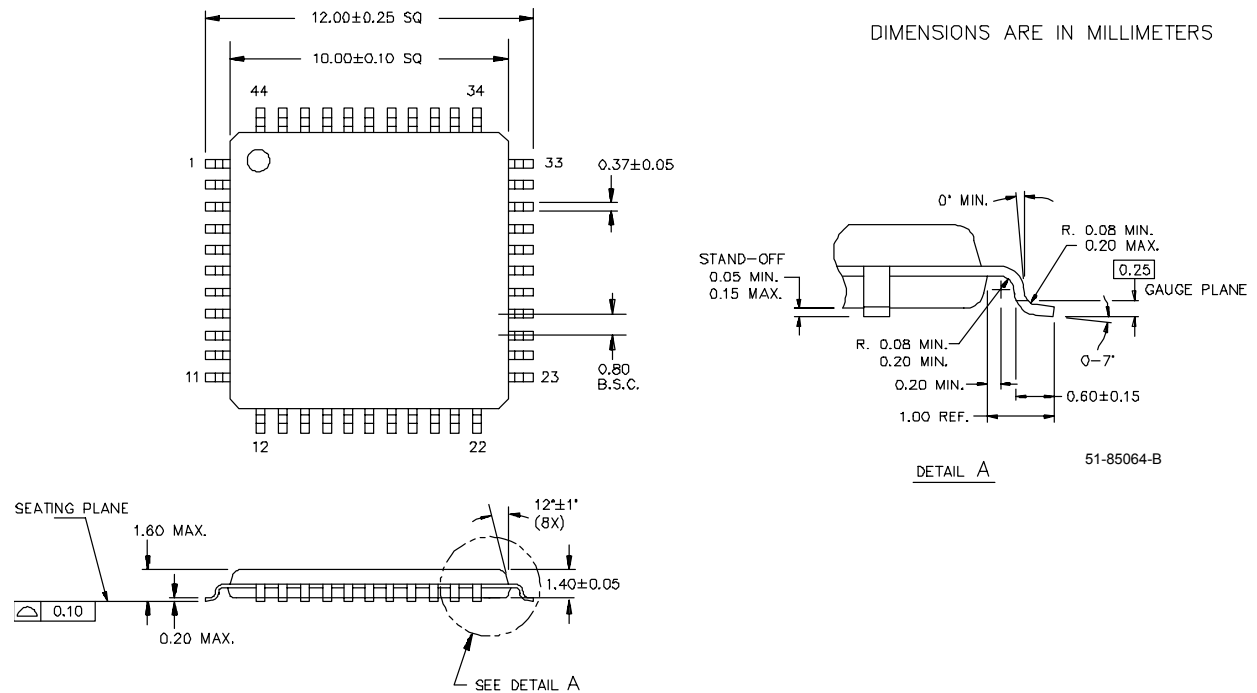 12.00±0.25 SQ
DIMENSIONS ARE IN MILLIMETERS
10.00±0.10 SQ
44
34
1
33
0.37±0.05
0° MIN.
R. 0.08 MIN.
0.20 MAX.
STAND-OFF
0.05 MIN.
0.15 MAX.
0.25
GAUGE PLANE
R. 0.08 MIN.
0.20 MIN.
0-7°
0.80
B.S.C.
11
23
0.20 MIN.
0.60±0.15
1.00 REF.
12
22
DETAIL A
51-85064-B
SEATING PLANE
1.60 MAX.
12°±1°
(8X)
1.40±0.05
0.10
0.20 MAX.
SEE DETAIL A